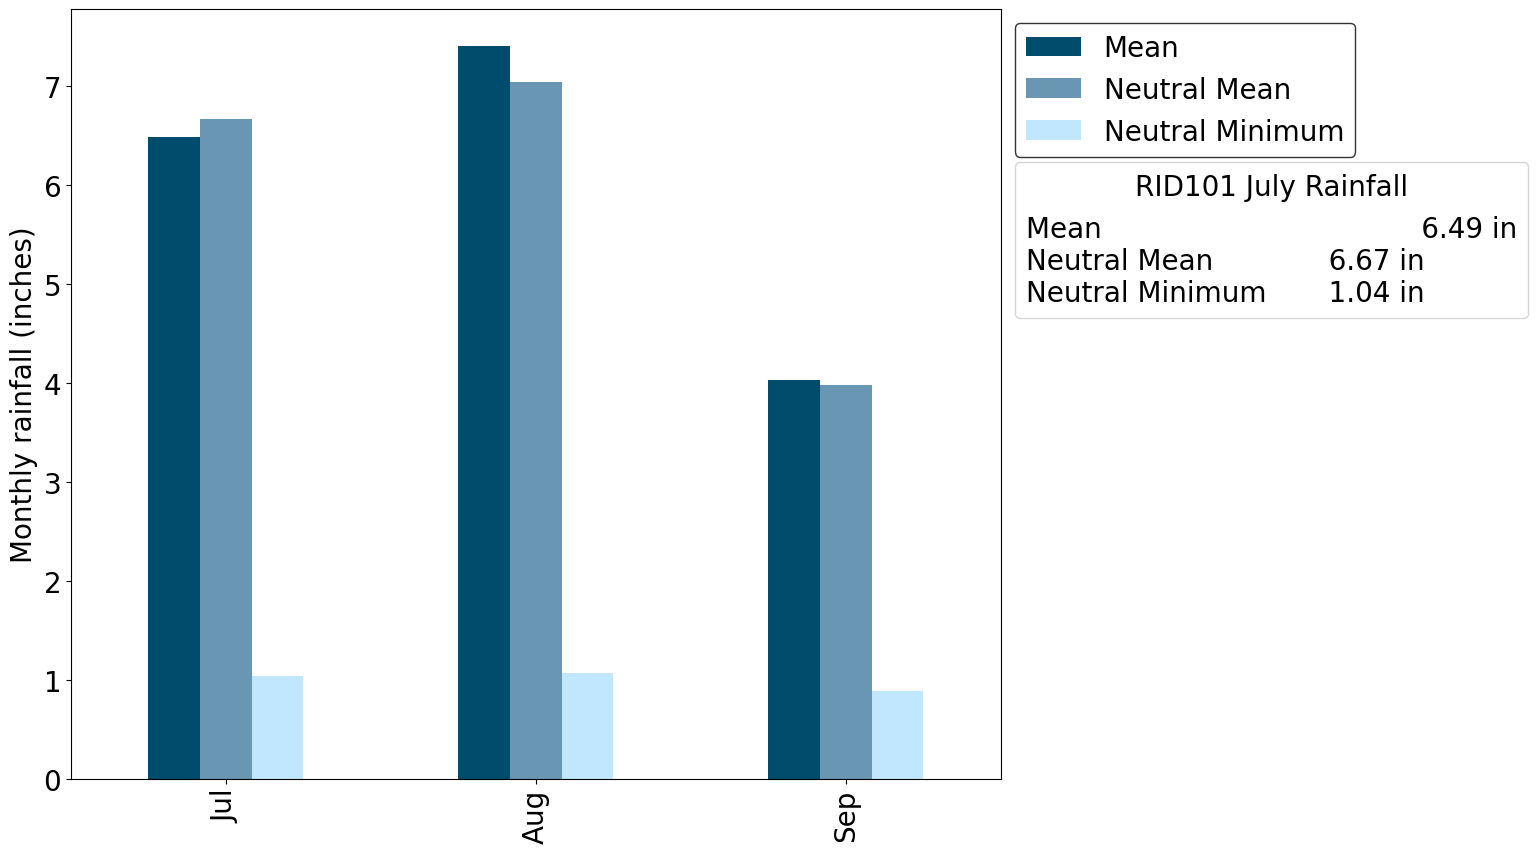 Monthly rainfall (inches)
7
6
5
4
3
2
1
0
Jul
Aug
Sep
Mean
Neutral Mean
Neutral Minimum
RID101 July Rainfall
Mean 6.49 in
Neutral Mean 6.67 in
Neutral Minimum 1.04 in